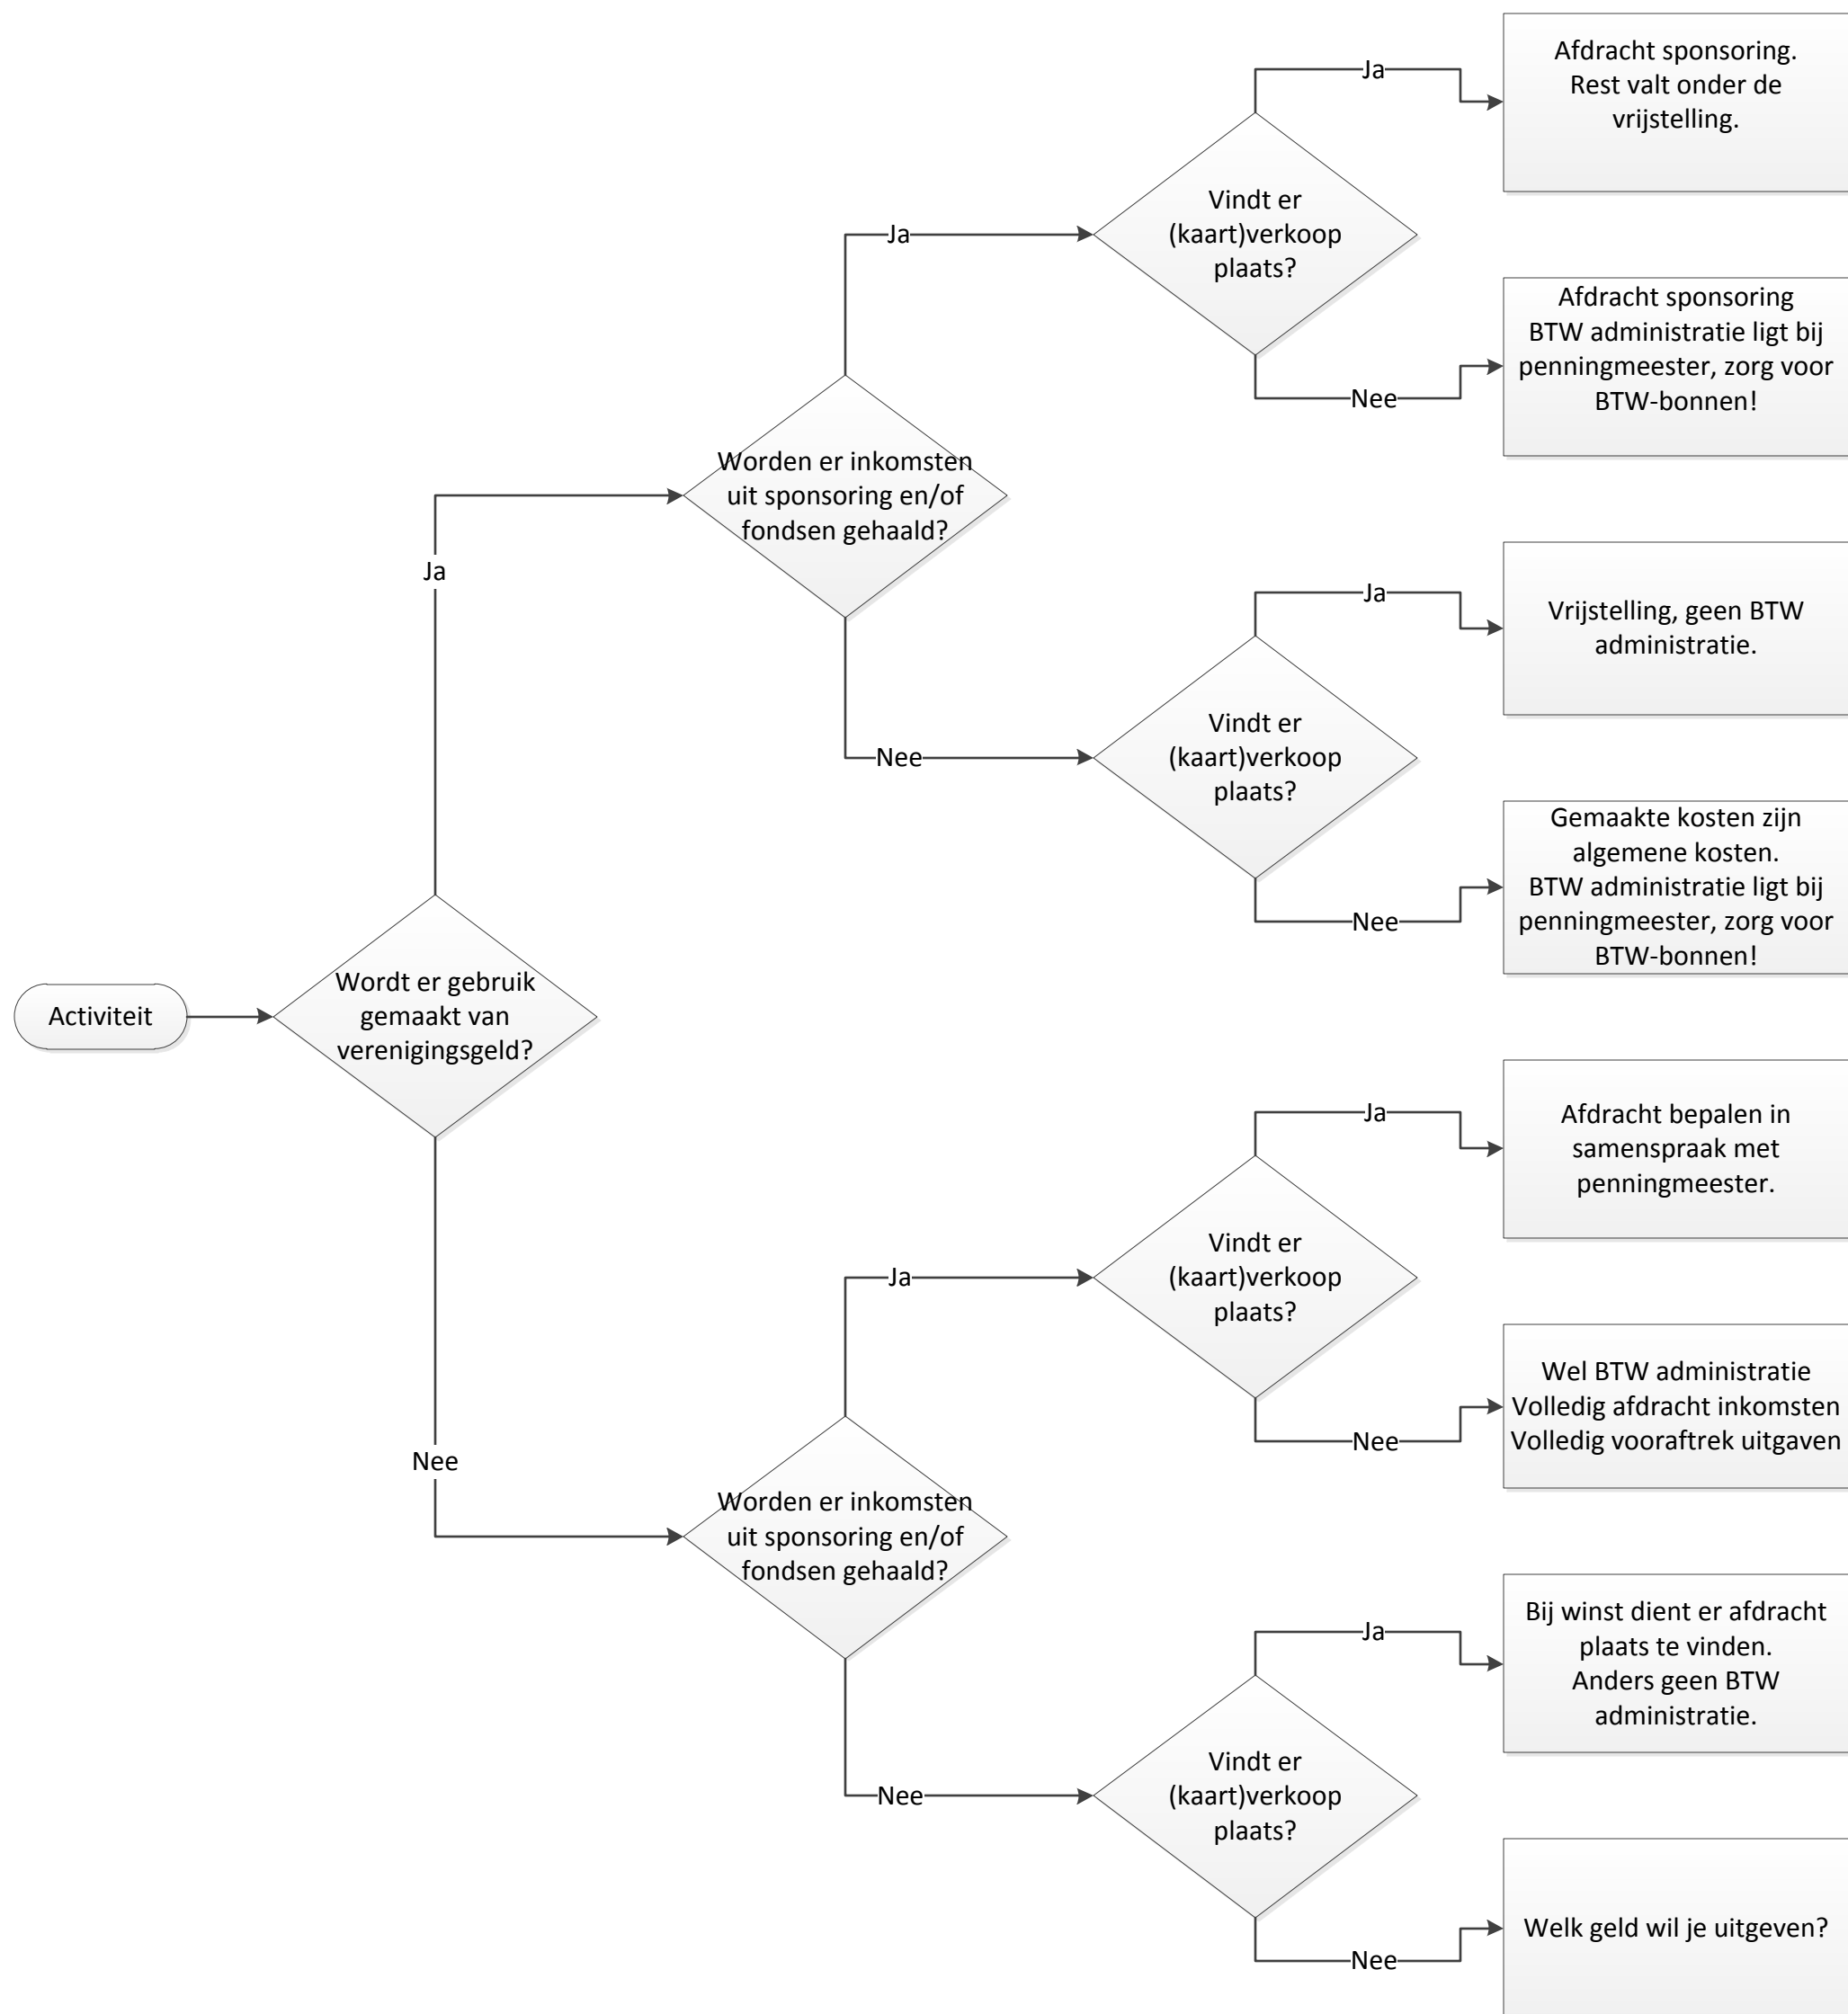 Activiteit
Wordt er gebruik
gemaakt van
verenigingsgeld?
Ja
Nee
Worden er inkomsten
uit sponsoring en/of
fondsen gehaald?
Ja
Nee
Vindt er
(kaart)verkoop
plaats?
Ja
Afdracht sponsoring.
Rest valt onder de
vrijstelling.
Nee
Afdracht sponsoring
BTW administratie ligt bij
penningmeester, zorg voor
BTW-bonnen!
Vindt er
(kaart)verkoop
plaats?
Ja
Vrijstelling, geen BTW
administratie.
Nee
Gemaakte kosten zijn
algemene kosten.
BTW administratie ligt bij
penningmeester, zorg voor
BTW-bonnen!
Worden er inkomsten
uit sponsoring en/of
fondsen gehaald?
Ja
Nee
Vindt er
(kaart)verkoop
plaats?
Ja
Afdracht bepalen in
samenspraak met
penningmeester.
Nee
Wel BTW administratie
Volledig afdracht inkomsten
Volledig vooraftrek uitgaven
Vindt er
(kaart)verkoop
plaats?
Ja
Bij winst dient er afdracht
plaats te vinden.
Anders geen BTW
administratie.
Nee
Welk geld wil je uitgeven?